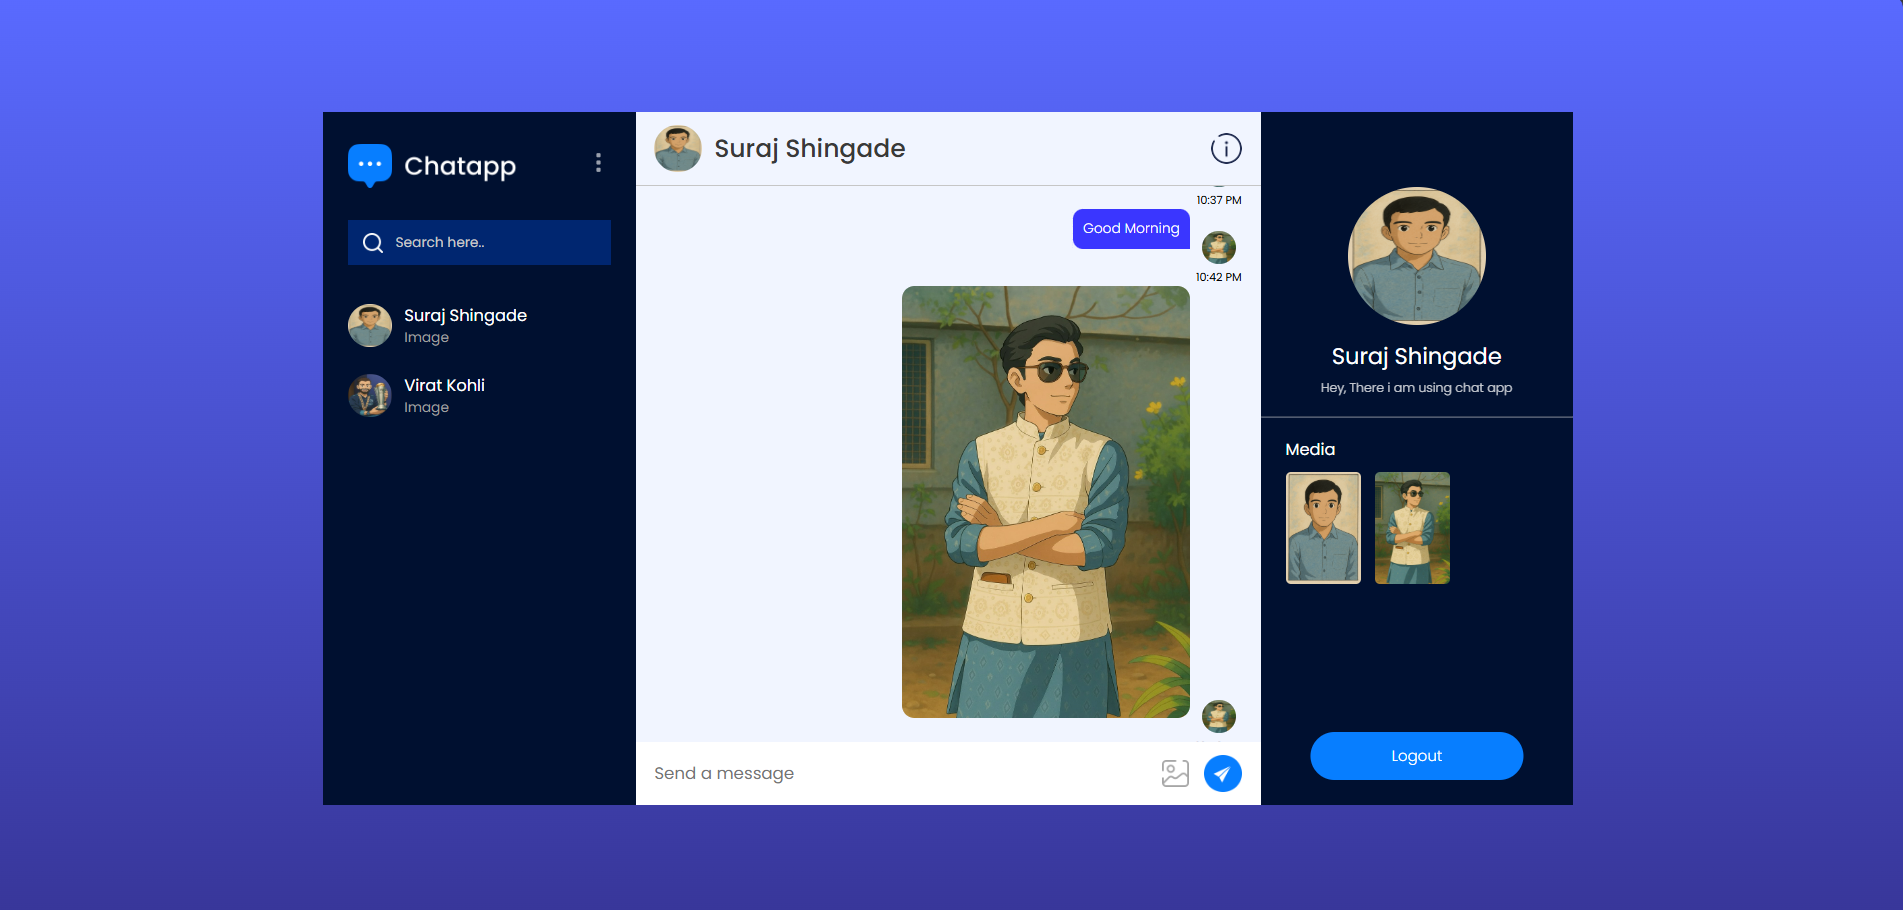 Chatapp
Search here..
Suraj Shingade
Image
Virat Kohli
Image
Suraj Shingade
10:37 PM
Good Morning
10:42 PM
Send a message
Suraj Shingade
Hey, There i am using chat app
Media
Logout